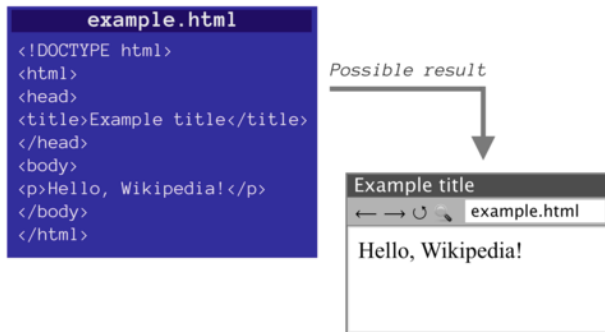 example.html
<!DOCTYPE html>
<html>
<head>
<title>Example title</title>
</head>
<body>
<p>Hello, Wikipedia!</p>
</body>
</html>
Possible result
Example title
example.html
Hello, Wikipedia!